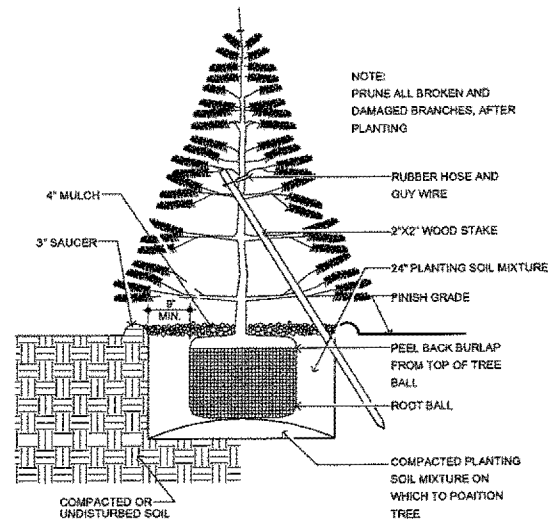 NOTE:
PRUNE ALL BROKEN AND
DAMAGED BRANCHES, AFTER
PLANTING
RUBBER HOSE AND
GUY WIRE
4" MULCH
2"X2" WOOD STAKE
3" SAUCER
24" PLANTING SOIL MIXTURE
9"
MIN.
FINISH GRADE
PEEL BACK BURLAP
FROM TOP OF TREE
BALL
ROOT BALL
COMPACTED PLANTING
SOIL MIXTURE ON
WHICH TO POAITION
TREE
COMPACTED OR
UNDISTURBED SOIL